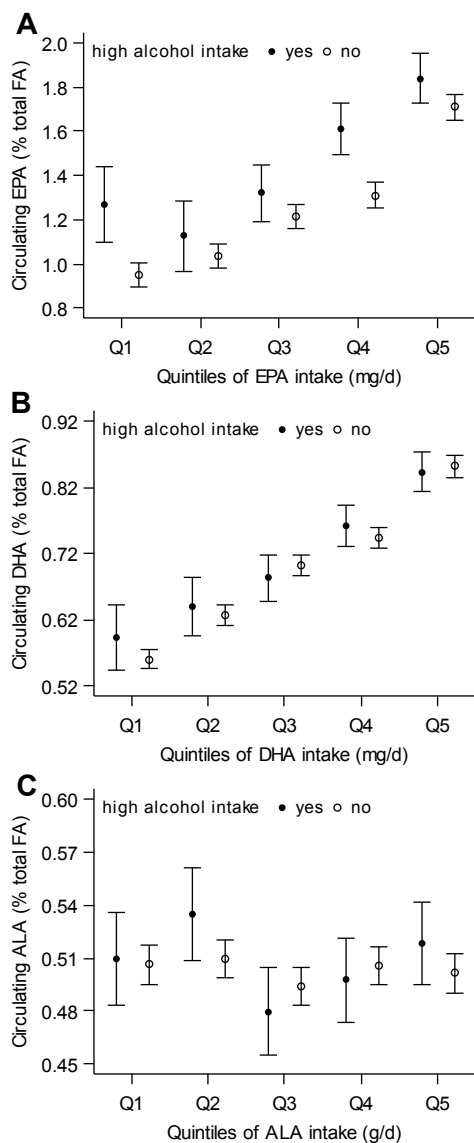 A
high alcohol intake ● yes ○ no
Circulating EPA (% total FA)
2.0
1.8
1.6
1.4
1.2
1.0
0.8
Q1 Q2 Q3 Q4 Q5
Quintiles of EPA intake (mg/d)
B
high alcohol intake ● yes ○ no
Circulating DHA (% total FA)
0.92
0.82
0.72
0.62
0.52
Q1 Q2 Q3 Q4 Q5
Quintiles of DHA intake (mg/d)
C
high alcohol intake ● yes ○ no
Circulating ALA (% total FA)
0.60
0.57
0.54
0.51
0.48
0.45
Q1 Q2 Q3 Q4 Q5
Quintiles of ALA intake (g/d)